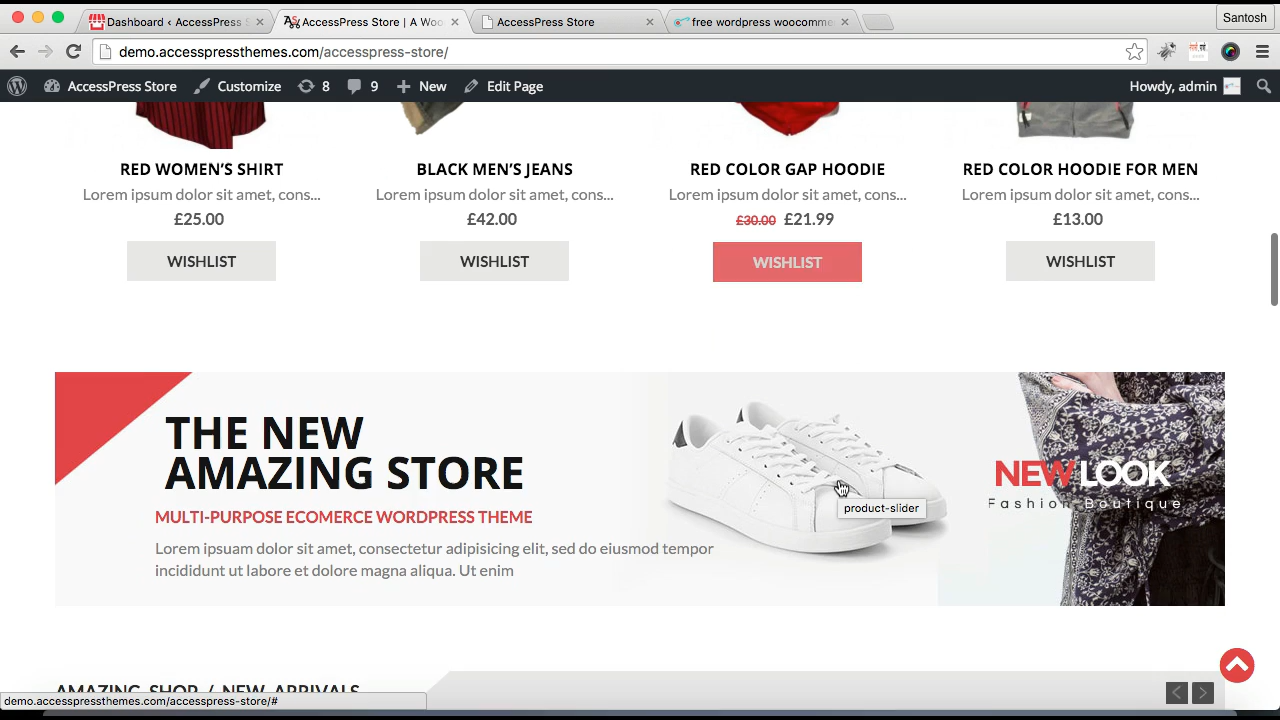 Dashboard ‹ AccessPress S
AccessPress Store | A Woo
AccessPress Store
free wordpress wocomme
Santosh
demo.accesspressthemes.com/accesspress-store/
AccessPress Store
Customize
8
9
New
Edit Page
Howdy, admin
RED WOMEN'S SHIRT
Lorem ipsum dolor sit amet, cons...
£25.00
WISHLIST
BLACK MEN'S JEANS
Lorem ipsum dolor sit amet, cons...
£42.00
WISHLIST
RED COLOR GAP HOODIE
Lorem ipsum dolor sit amet, cons...
£30.00 £21.99
WISHLIST
RED COLOR HOODIE FOR MEN
Lorem ipsum dolor sit amet, cons...
£13.00
WISHLIST
THE NEW
AMAZING STORE
MULTI-PURPOSE ECOMERCE WORDPRESS THEME
Lorem ipsuam dolor sit amet, consectetur adipisicing elit, sed do eiusmod tempor
incididunt ut labore et dolore magna aliqua. Ut enim
product-slider
NEW LOOK
Fashion Boutique
AMAZING SHOP / NEW ARRIVALS
demo.accesspressthemes.com/accesspress-store/#